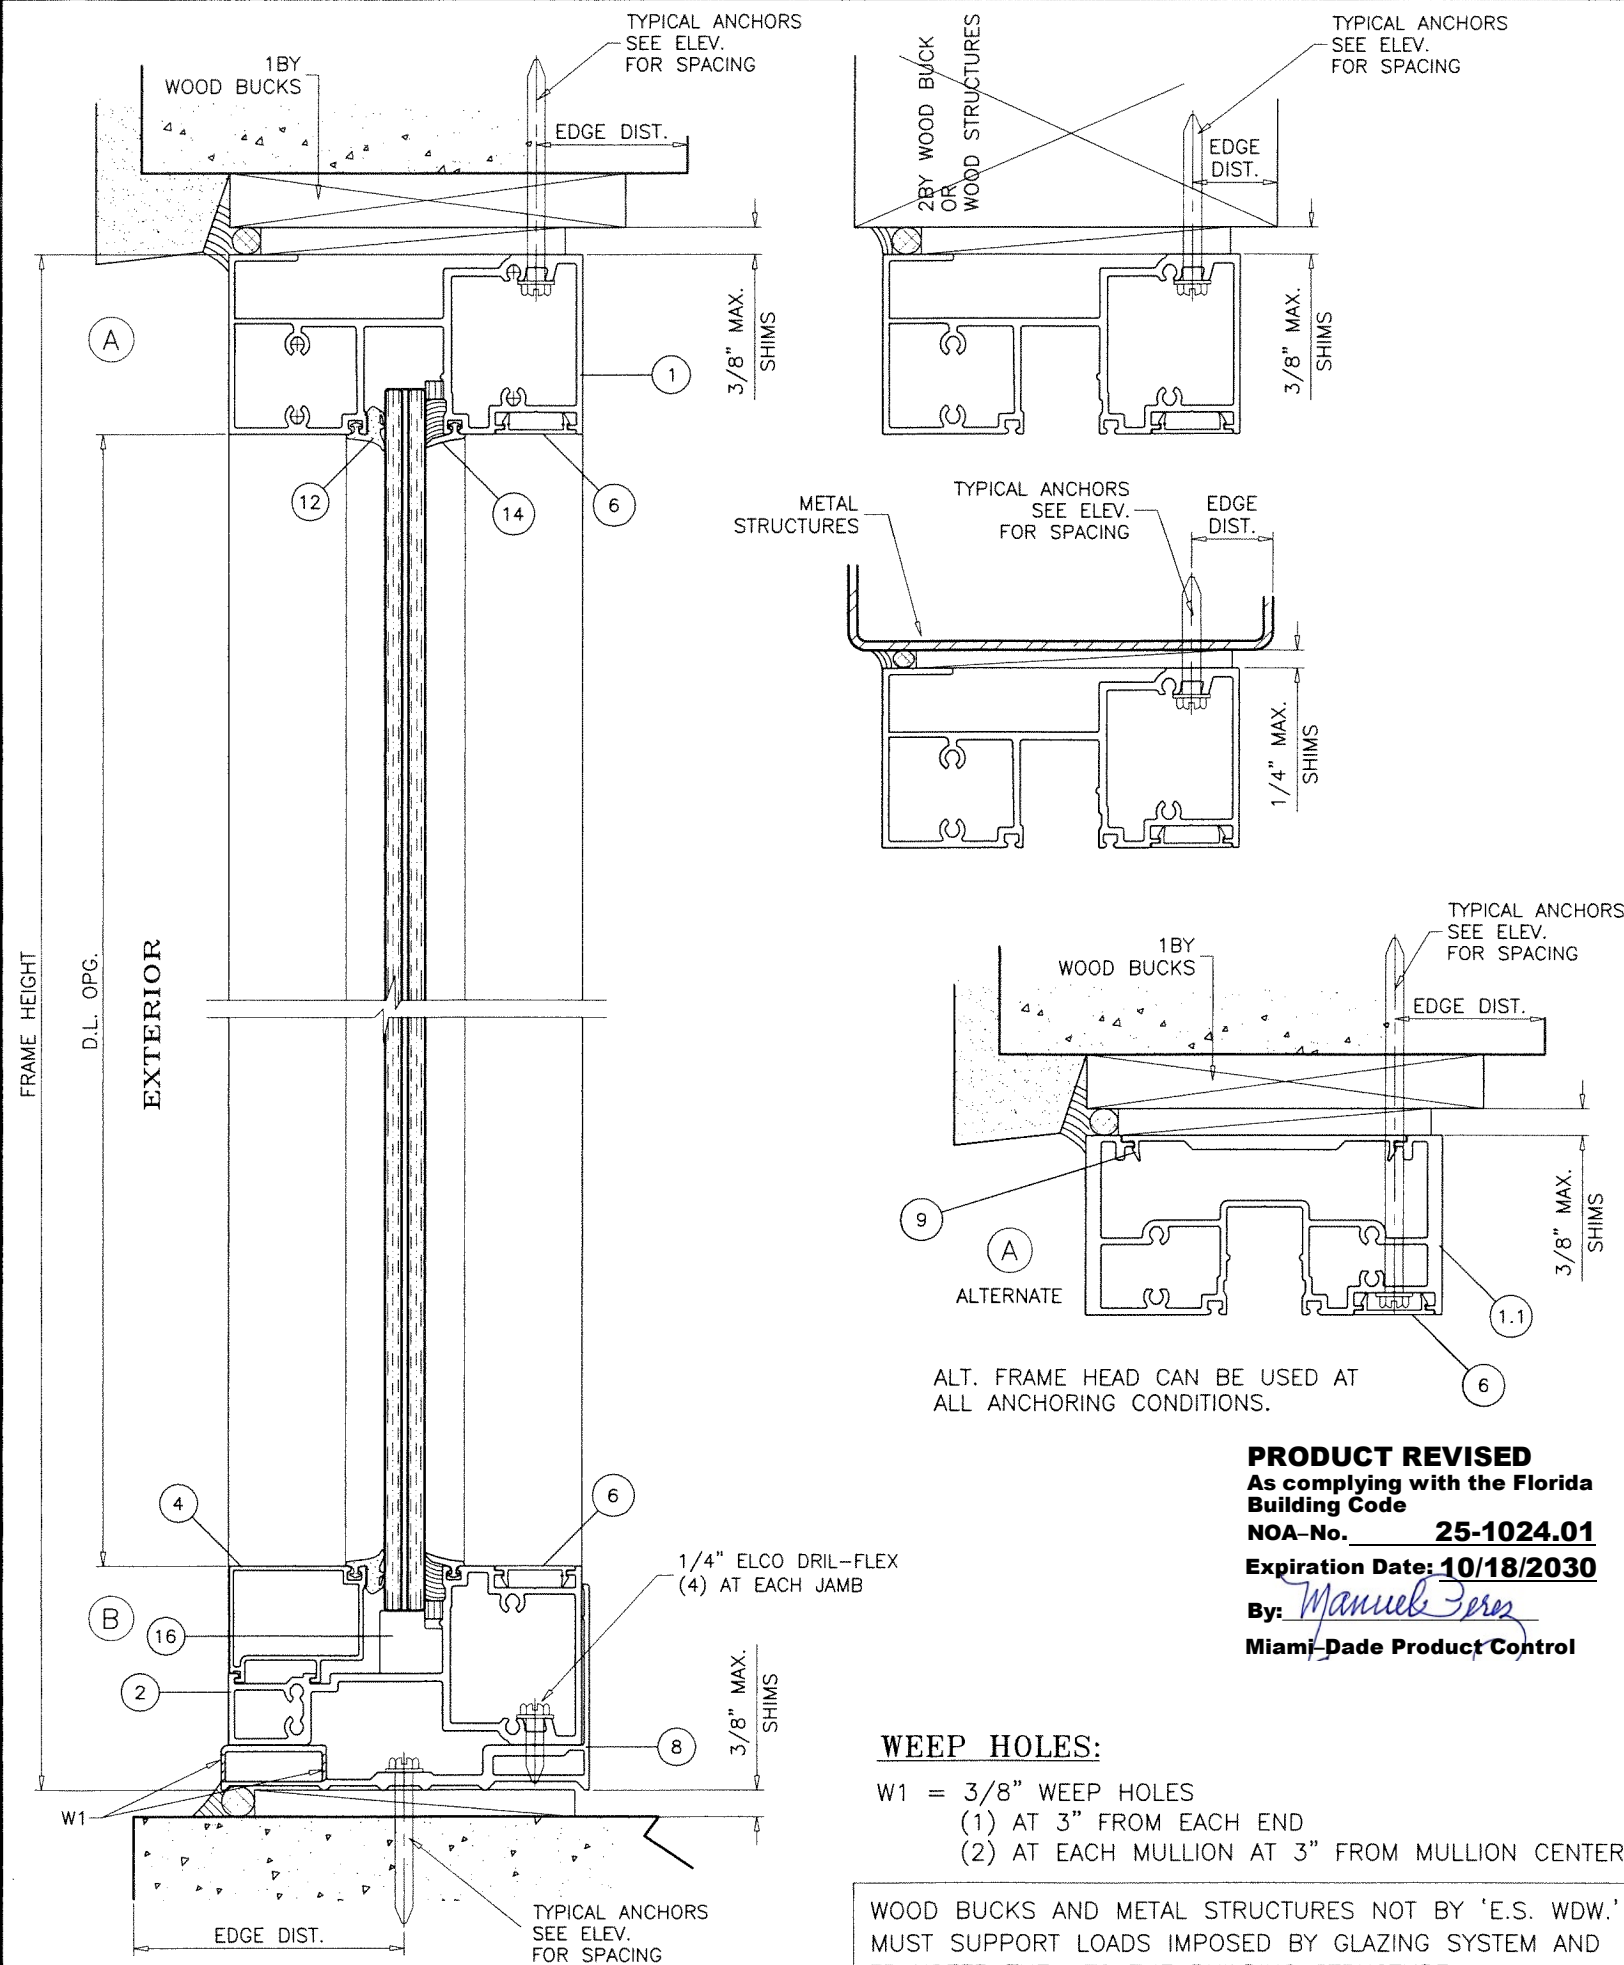 TYPICAL ANCHORS
SEE ELEV.
FOR SPACING
1BY
WOOD BUCKS
EDGE DIST.
3/8" MAX.
SHIMS
A
1
12
14
6
FRAME HEIGHT
D.L. OPG.
EXTERIOR
4
6
B
16
2
1/4" ELCO DRIL-FLEX
(4) AT EACH JAMB
3/8" MAX.
SHIMS
8
W1
EDGE DIST.
TYPICAL ANCHORS
SEE ELEV.
FOR SPACING
2BY WOOD BUCK
OR
WOOD STRUCTURES
TYPICAL ANCHORS
SEE ELEV.
FOR SPACING
EDGE
DIST.
3/8" MAX.
SHIMS
METAL
STRUCTURES
TYPICAL ANCHORS
SEE ELEV.
FOR SPACING
EDGE
DIST.
1/4" MAX.
SHIMS
TYPICAL ANCHORS
SEE ELEV.
FOR SPACING
1BY
WOOD BUCKS
EDGE DIST.
3/8" MAX.
SHIMS
9
A
ALTERNATE
1.1
6
ALT. FRAME HEAD CAN BE USED AT
ALL ANCHORING CONDITIONS.
PRODUCT REVISED
As complying with the Florida
Building Code
NOA-No. 25-1024.01
Expiration Date: 10/18/2030
By: Manuel Perez
Miami-Dade Product Control
WEEP HOLES:
W1 = 3/8" WEEP HOLES
(1) AT 3" FROM EACH END
(2) AT EACH MULLION AT 3" FROM MULLION CENTER
WOOD BUCKS AND METAL STRUCTURES NOT BY 'E.S. WDW.'
MUST SUPPORT LOADS IMPOSED BY GLAZING SYSTEM AND